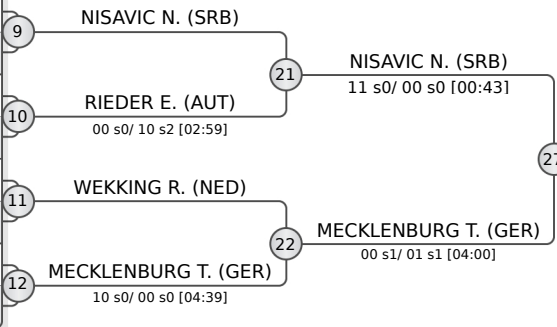 9
NISAVIC N. (SRB)
21
NISAVIC N. (SRB)
11 s0/ 00 s0 [00:43]
10
RIEDER E. (AUT)
00 s0/ 10 s2 [02:59]
27
11
WEKKING R. (NED)
22
MECKLENBURG T. (GER)
00 s1/ 01 s1 [04:00]
12
MECKLENBURG T. (GER)
10 s0/ 00 s0 [04:39]